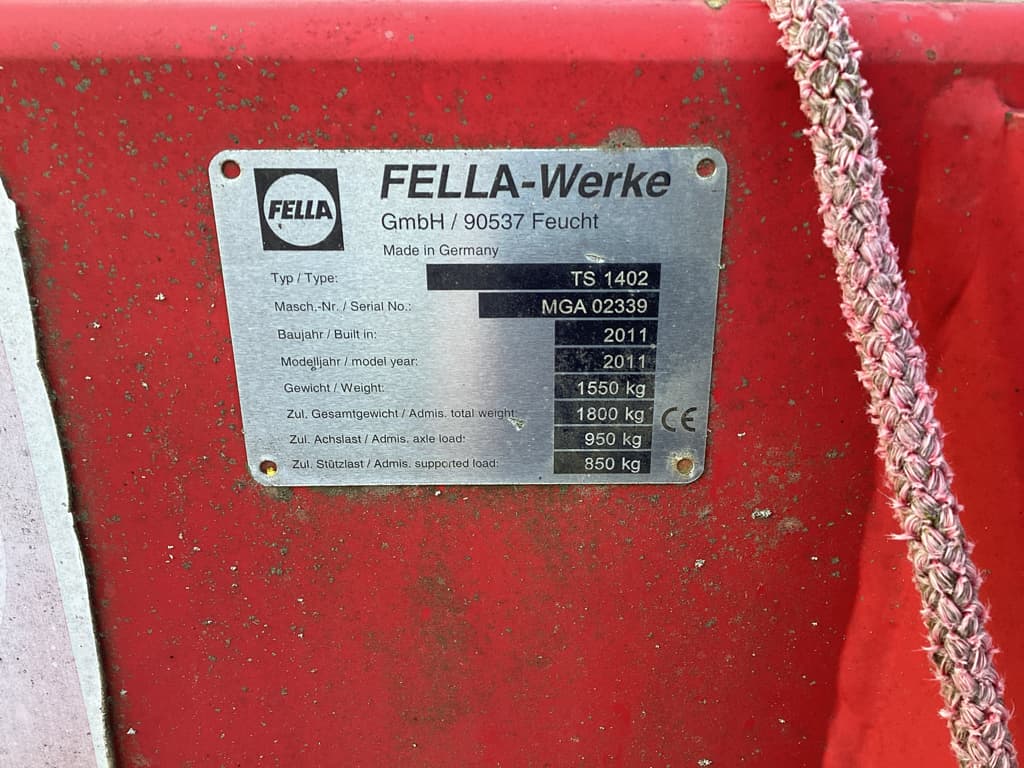 FELLA
FELLA-Werke
GmbH / 90537 Feucht
Made in Germany
Typ / Type: TS 1402
Masch.-Nr. / Serial No.: MGA 02339
Baujahr / Built in: 2011
Modelljahr / model year: 2011
Gewicht / Weight: 1550 kg
Zul. Gesamtgewicht / Admis. total weight: 1800 kg
Zul. Achslast / Admis. axle load: 950 kg
Zul. Stützlast / Admis. supported load: 850 kg
CE